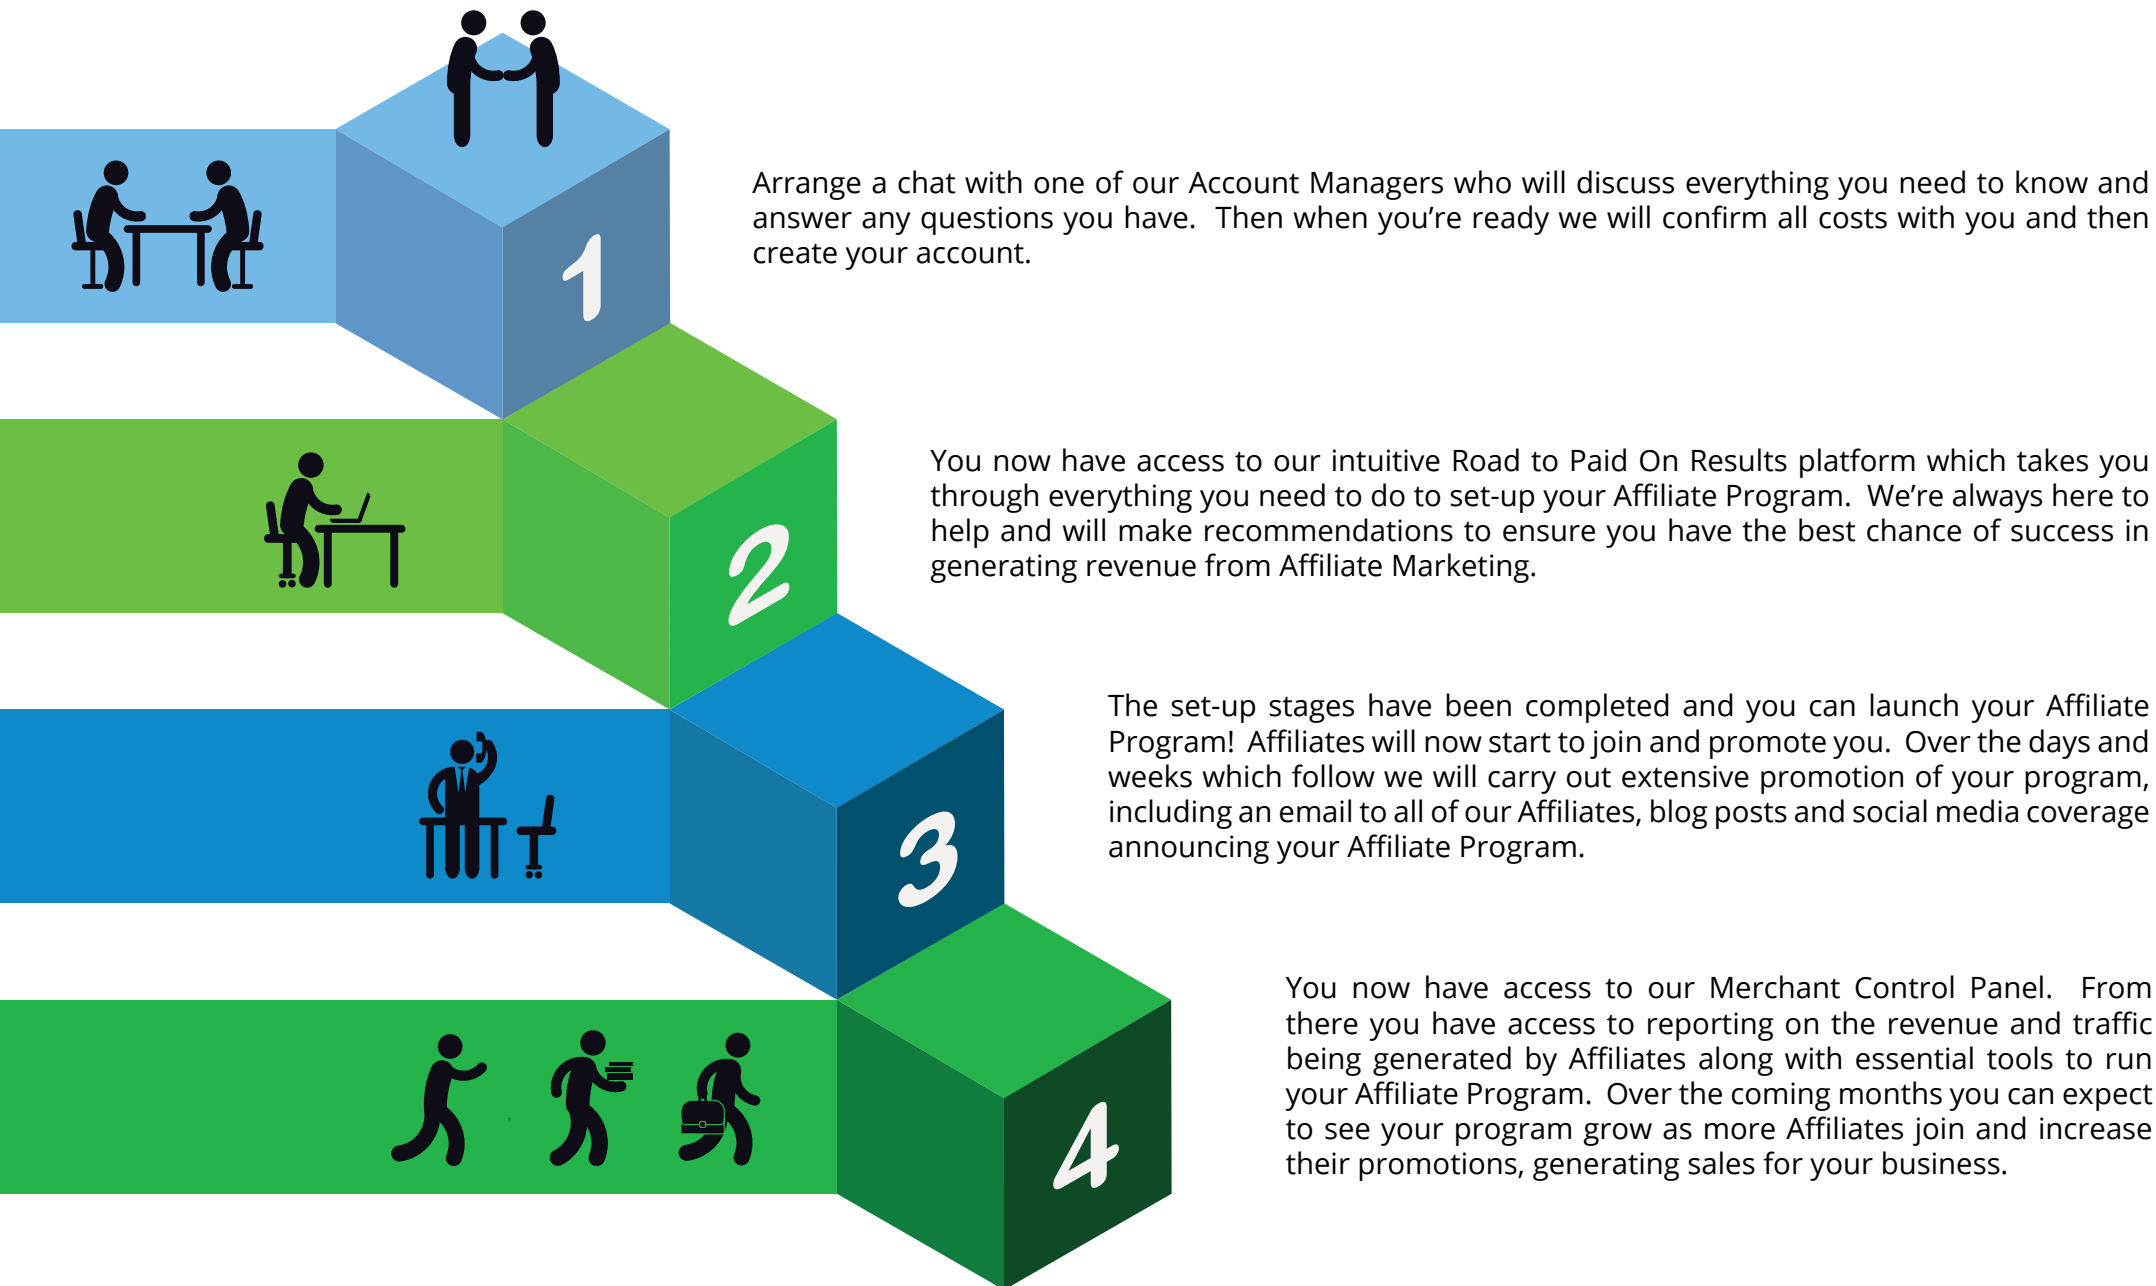 1
Arrange a chat with one of our Account Managers who will discuss everything you need to know and
answer any questions you have.  Then when you’re ready we will confirm all costs with you and then
create your account.
2
You now have access to our intuitive Road to Paid On Results platform which takes you
through everything you need to do to set-up your Affiliate Program.  We’re always here to
help and will make recommendations to ensure you have the best chance of success in
generating revenue from Affiliate Marketing.
3
The set-up stages have been completed and you can launch your Affiliate
Program!  Affiliates will now start to join and promote you.  Over the days and
weeks which follow we will carry out extensive promotion of your program,
including an email to all of our Affiliates, blog posts and social media coverage
announcing your Affiliate Program.
4
You now have access to our Merchant Control Panel.  From
there you have access to reporting on the revenue and traffic
being generated by Affiliates along with essential tools to run
your Affiliate Program.  Over the coming months you can expect
to see your program grow as more Affiliates join and increase
their promotions, generating sales for your business.